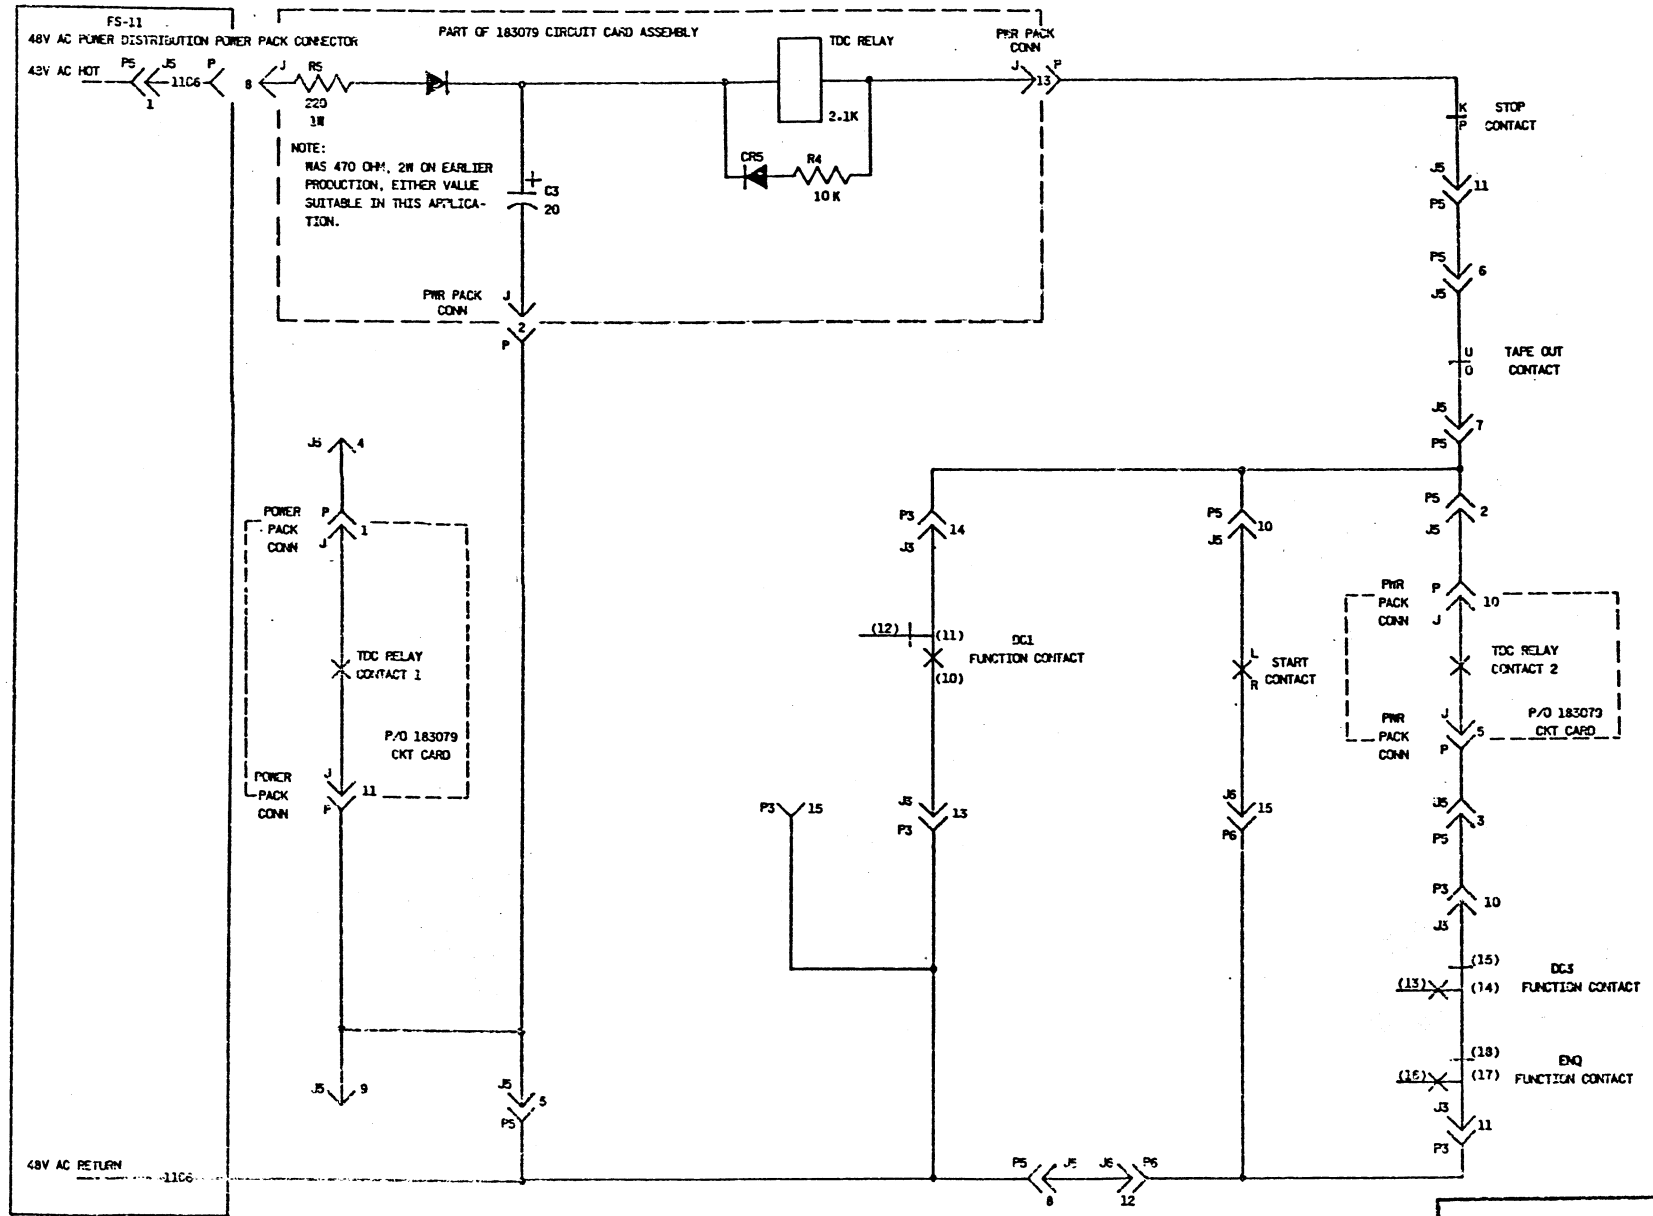 FS-11
48V AC POWER DISTRIBUTION POWER PACK CONNECTOR
48V AC HOT
P5
J5
1
11C6
P
8
J
R5
220
1W
NOTE:
WAS 470 OHM, 2W ON EARLIER
PRODUCTION, EITHER VALUE
SUITABLE IN THIS APPLICA-
TION.
PART OF 183079 CIRCUIT CARD ASSEMBLY
+
C3
20
TDC RELAY
2.1K
CR5
R4
10 K
PWR PACK
CONN
J
13
P
K
P
STOP
CONTACT
J5
11
P5
P5
6
J5
U
O
TAPE OUT
CONTACT
J5
7
P5
PWR PACK
CONN
J
2
P
J5
4
POWER
PACK
CONN
P
1
J
TDC RELAY
CONTACT 1
P/O 183079
CKT CARD
POWER
PACK
CONN
J
11
P
J5
9
J5
5
P5
P3
14
J3
(12)
(11)
(10)
DC1
FUNCTION CONTACT
P3
15
J3
13
P3
P5
10
J5
L
R
START
CONTACT
J6
15
P6
P5
2
J5
PWR
PACK
CONN
P
10
J
TDC RELAY
CONTACT 2
P/O 183079
CKT CARD
PWR
PACK
CONN
J
5
P
J5
3
P5
P3
10
J3
(15)
(13)
(14)
DC3
FUNCTION CONTACT
(18)
(16)
(17)
ENQ
FUNCTION CONTACT
J3
11
P3
48V AC RETURN
11C6
P5
J5
8
J6
P6
12